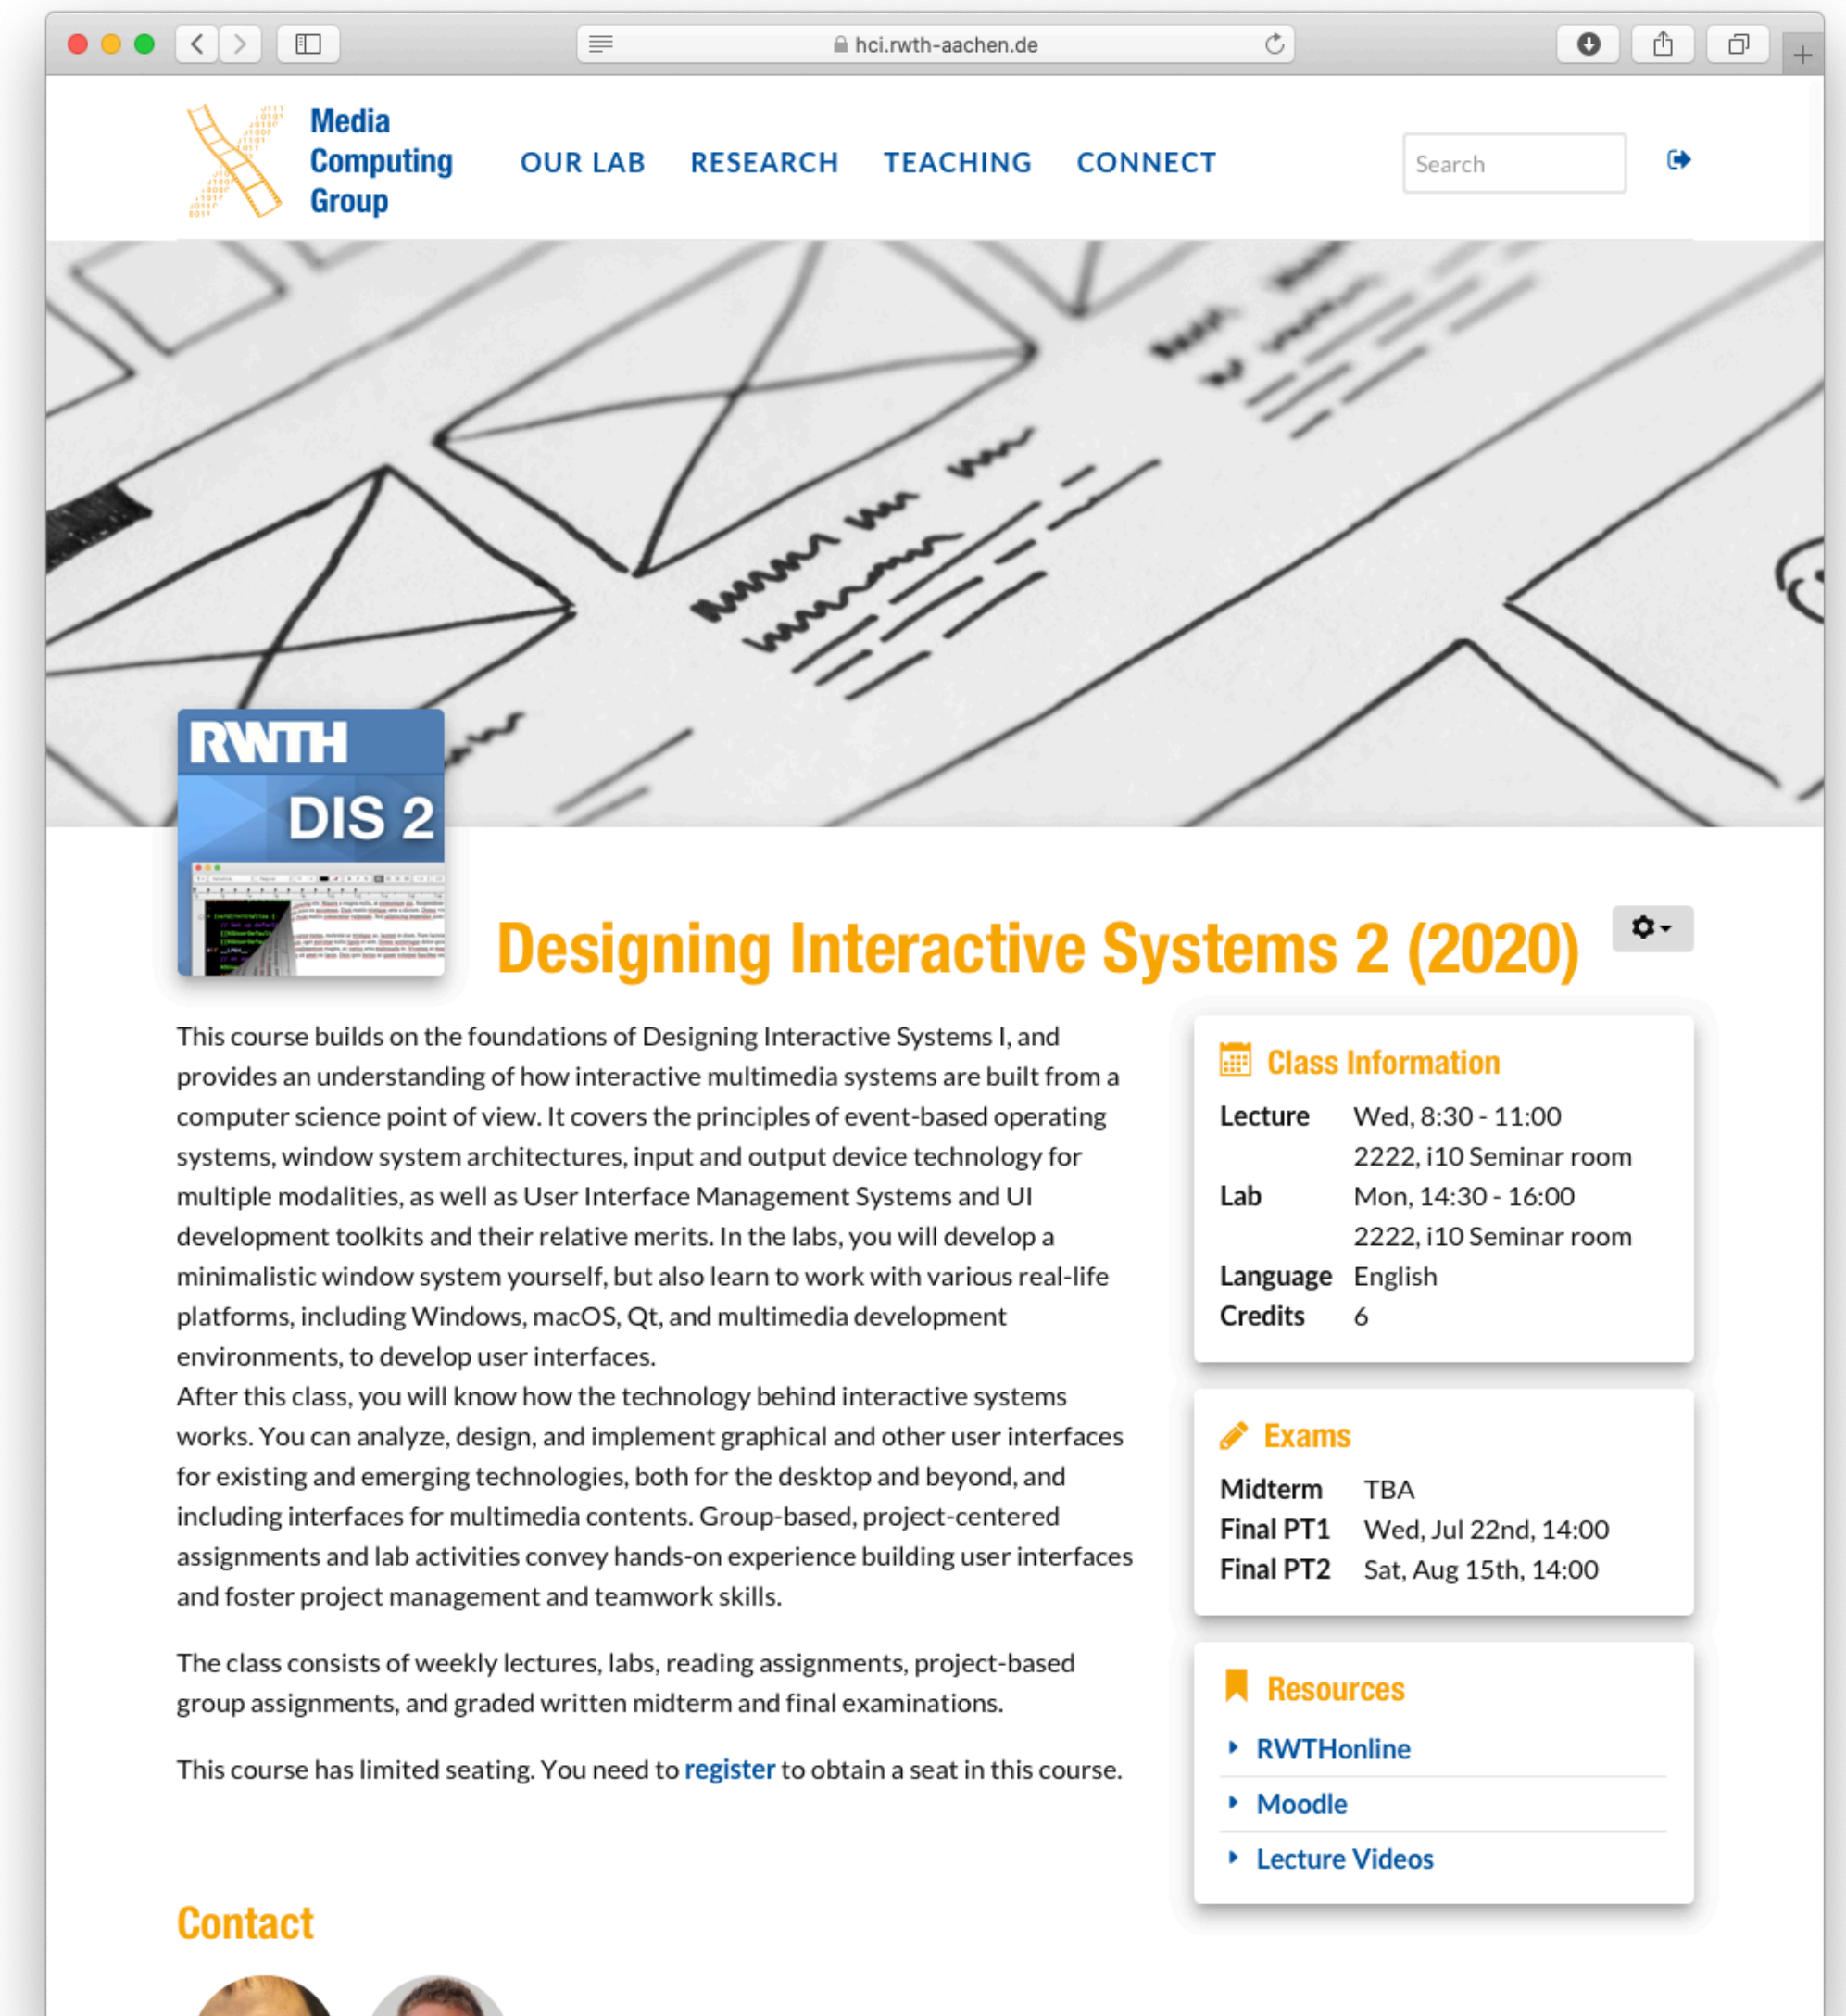 hci.rwth-aachen.de
Media
Computing
Group
OUR LAB
RESEARCH
TEACHING
CONNECT
Search
RWTH
DIS 2
Designing Interactive Systems 2 (2020)
This course builds on the foundations of Designing Interactive Systems I, and
provides an understanding of how interactive multimedia systems are built from a
computer science point of view. It covers the principles of event-based operating
systems, window system architectures, input and output device technology for
multiple modalities, as well as User Interface Management Systems and UI
development toolkits and their relative merits. In the labs, you will develop a
minimalistic window system yourself, but also learn to work with various real-life
platforms, including Windows, macOS, Qt, and multimedia development
environments, to develop user interfaces.
After this class, you will know how the technology behind interactive systems
works. You can analyze, design, and implement graphical and other user interfaces
for existing and emerging technologies, both for the desktop and beyond, and
including interfaces for multimedia contents. Group-based, project-centered
assignments and lab activities convey hands-on experience building user interfaces
and foster project management and teamwork skills.
The class consists of weekly lectures, labs, reading assignments, project-based
group assignments, and graded written midterm and final examinations.
This course has limited seating. You need to register to obtain a seat in this course.
Class Information
Lecture Wed, 8:30 - 11:00
2222, i10 Seminar room
Lab Mon, 14:30 - 16:00
2222, i10 Seminar room
Language English
Credits 6
Exams
Midterm TBA
Final PT1 Wed, Jul 22nd, 14:00
Final PT2 Sat, Aug 15th, 14:00
Resources
RWTHonline
Moodle
Lecture Videos
Contact